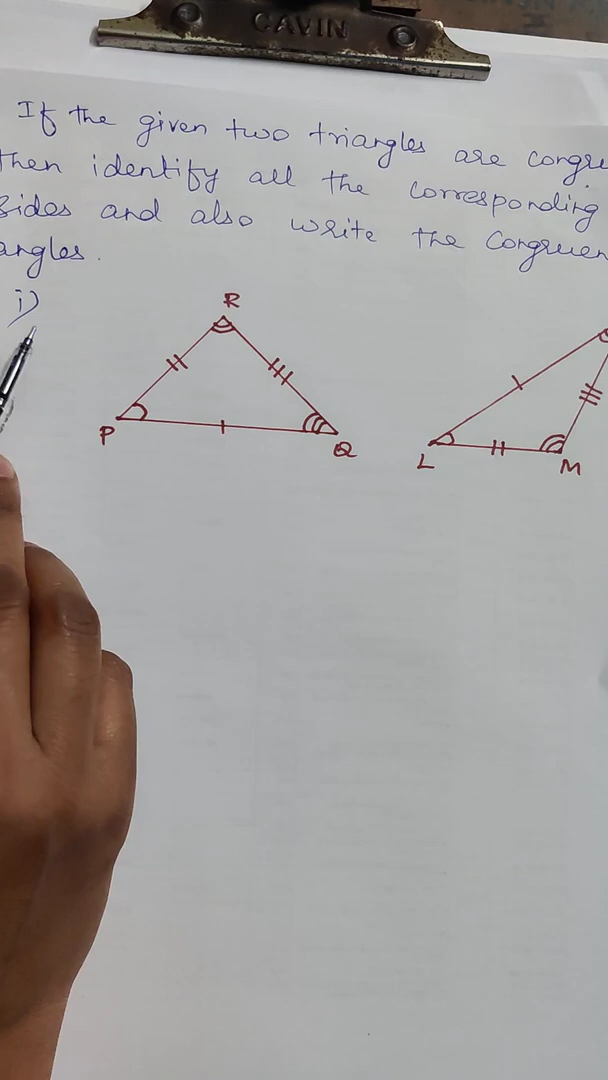 CAVIN
If the given two triangles are congru
then identify all the corresponding
sides and also write the Congruen
angles.
i)
R
P
Q
L
M